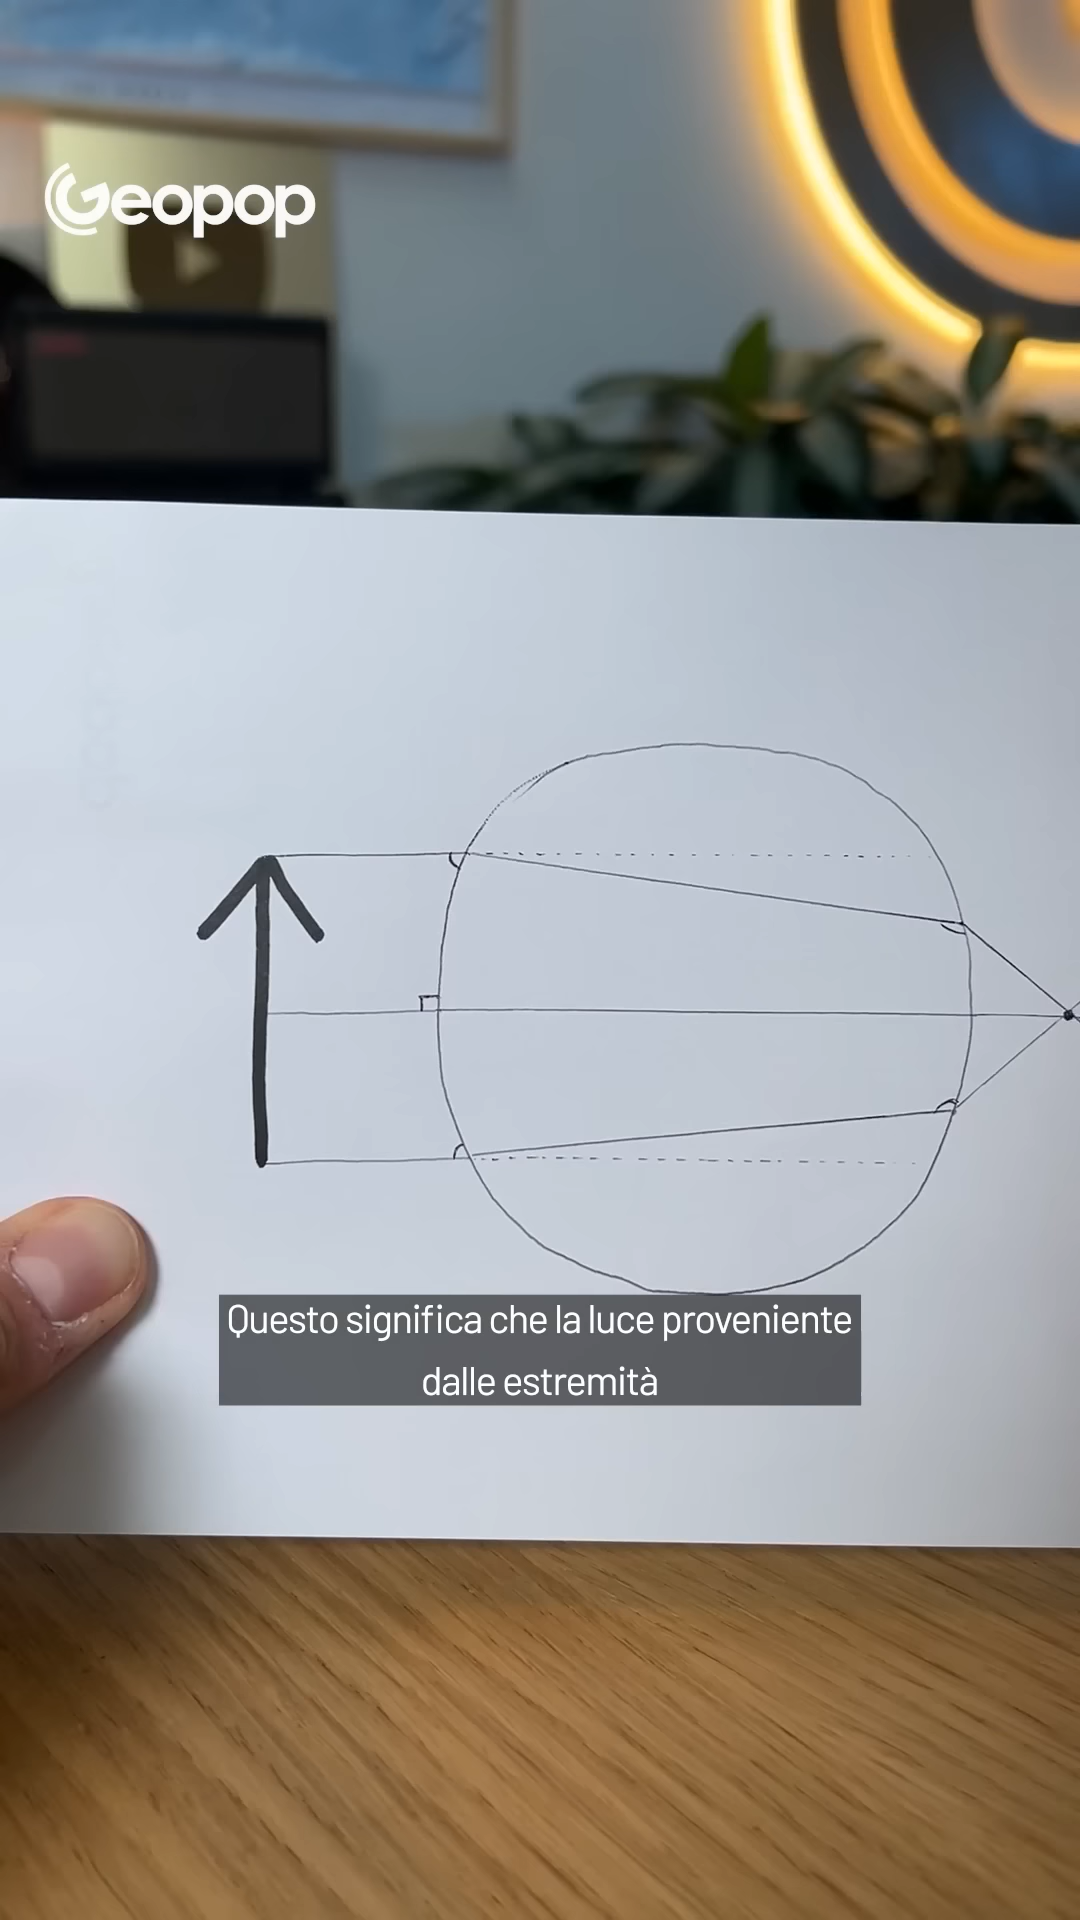 Geopop
Questo significa che la luce proveniente
dalle estremità